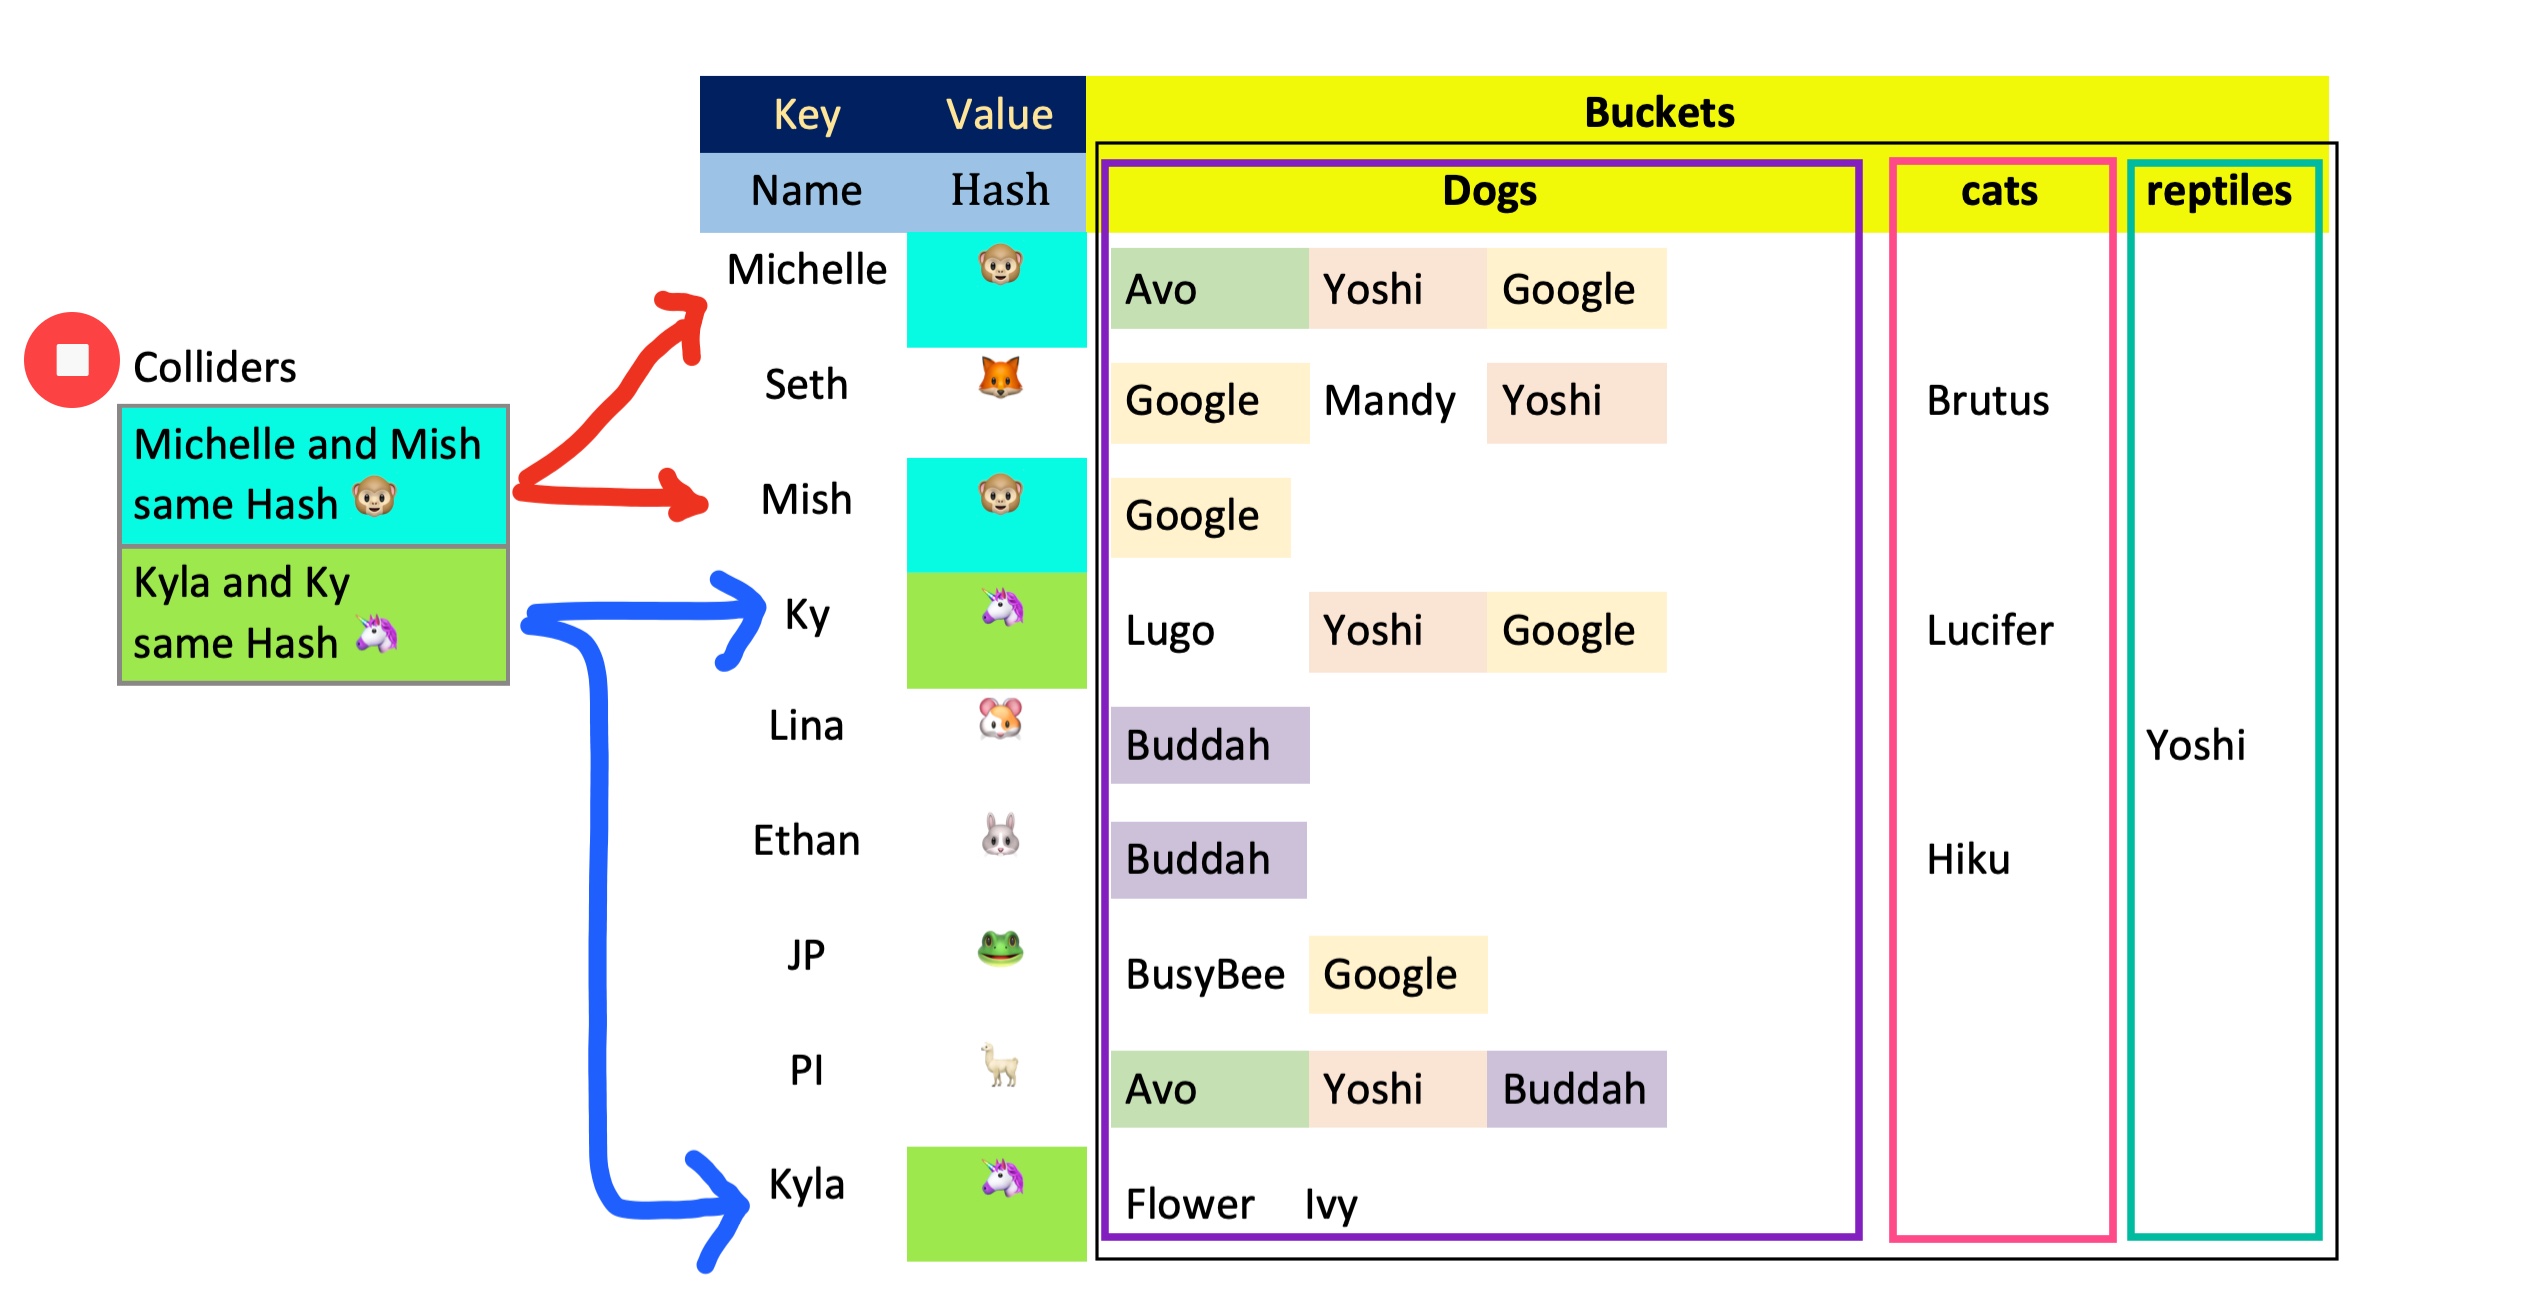 Key Value Buckets
Name Hash Dogs cats reptiles
Michelle 🐵 Avo Yoshi Google
Seth 🦊 Google Mandy Yoshi Brutus
Mish 🐵 Google
Ky 🦄 Lugo Yoshi Google Lucifer
Lina 🐹 Buddah Yoshi
Ethan 🐰 Buddah Hiku
JP 🐸 BusyBee Google
PI 🦙 Avo Yoshi Buddah
Kyla 🦄 Flower Ivy
Colliders
Michelle and Mish
same Hash 🐵
Kyla and Ky
same Hash 🦄